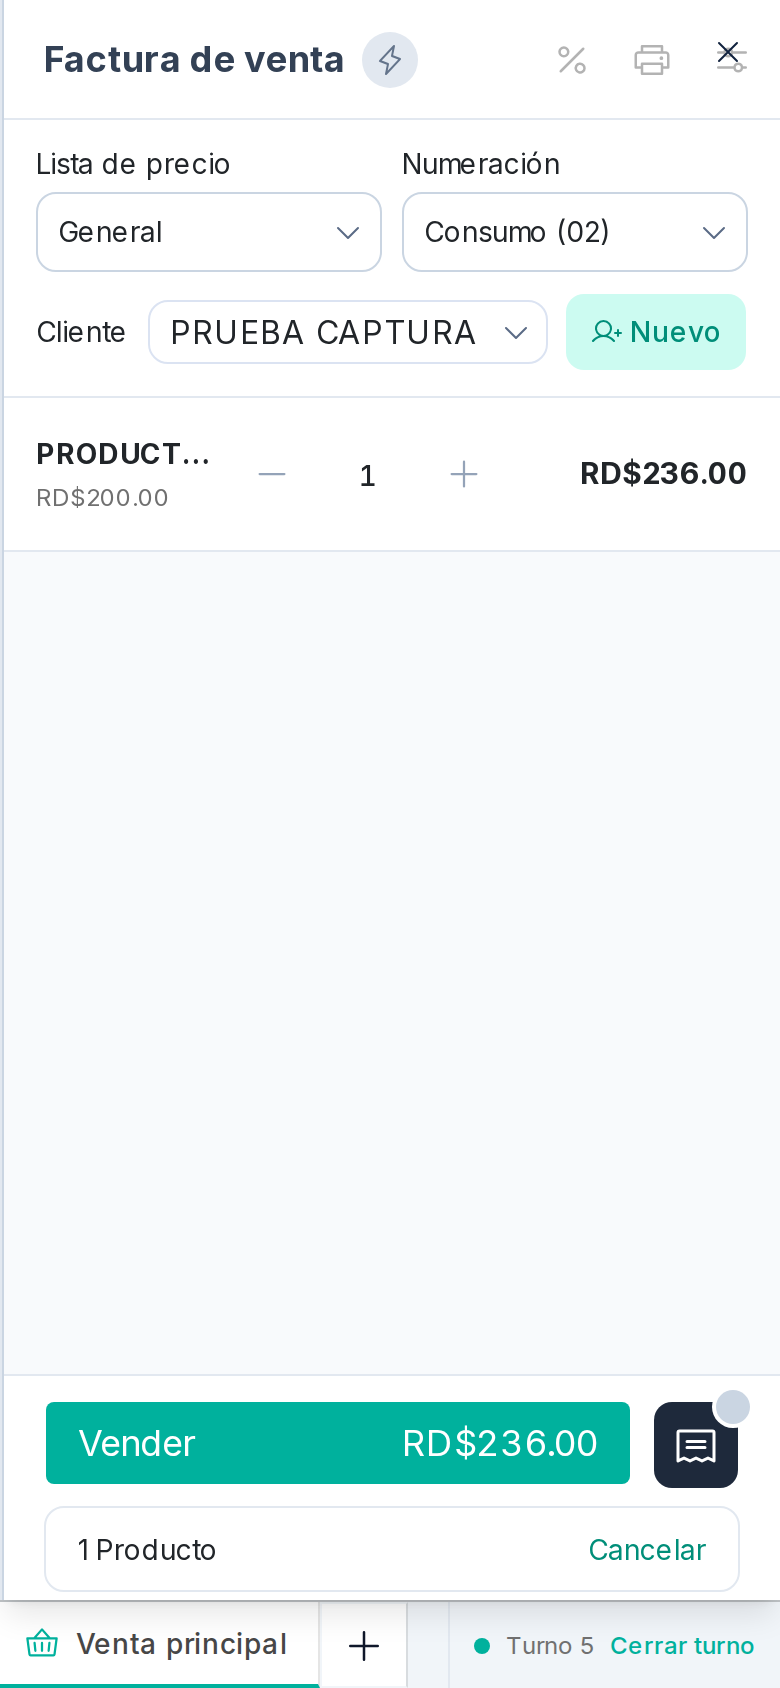 Factura de venta
Lista de precio
Numeración
General
Consumo (02)
Cliente
PRUEBA CAPTURA
Nuevo
PRODUCT...
RD$200.00
1
RD$236.00
Vender RD$236.00
1 Producto
Cancelar
Venta principal
Turno 5 Cerrar turno